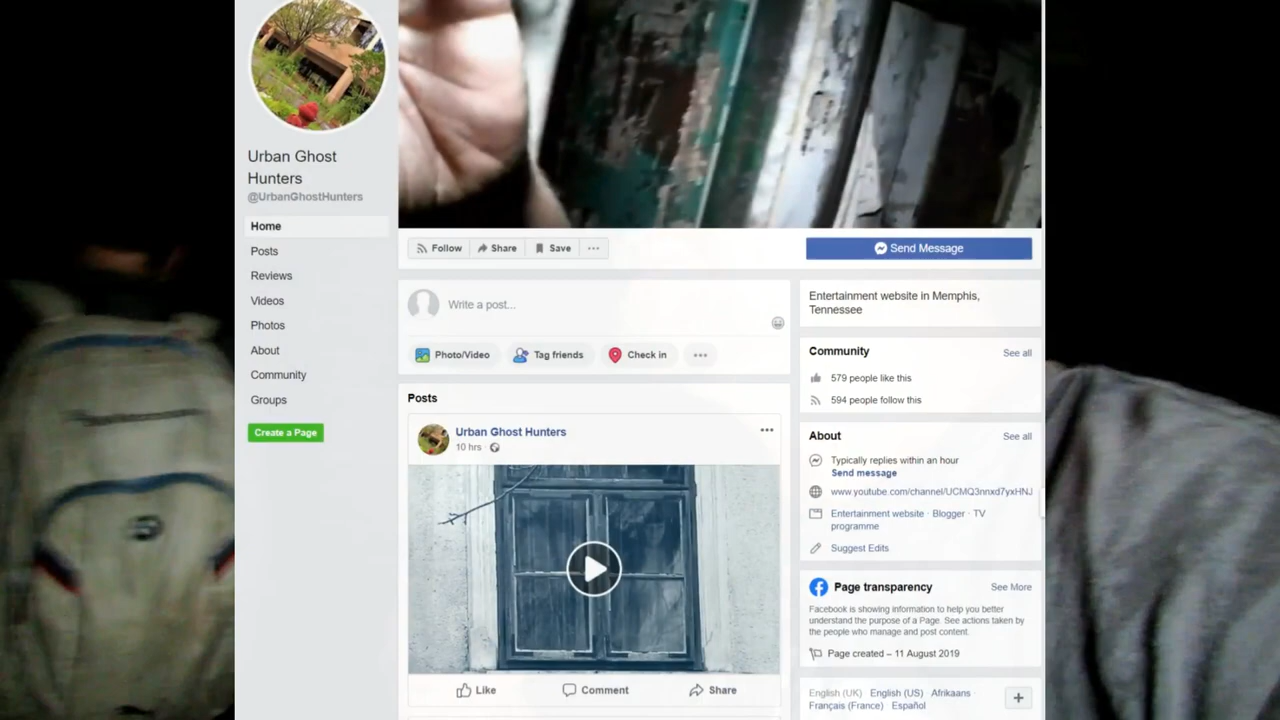 Urban Ghost
Hunters
@UrbanGhostHunters
Home
Posts
Reviews
Videos
Photos
About
Community
Groups
Create a Page
Follow
Share
Save
Send Message
Write a post...
Photo/Video
Tag friends
Check in
Posts
Urban Ghost Hunters
10 hrs ·
Like
Comment
Share
Entertainment website in Memphis,
Tennessee
Community
See all
579 people like this
594 people follow this
About
See all
Typically replies within an hour
Send message
www.youtube.com/channel/UCMQ3nnxd7yxHNJ
Entertainment website · Blogger · TV
programme
Suggest Edits
Page transparency
See More
Facebook is showing information to help you better
understand the purpose of a Page. See actions taken by
the people who manage and post content.
Page created – 11 August 2019
English (UK) · English (US) · Afrikaans ·
Français (France) · Español